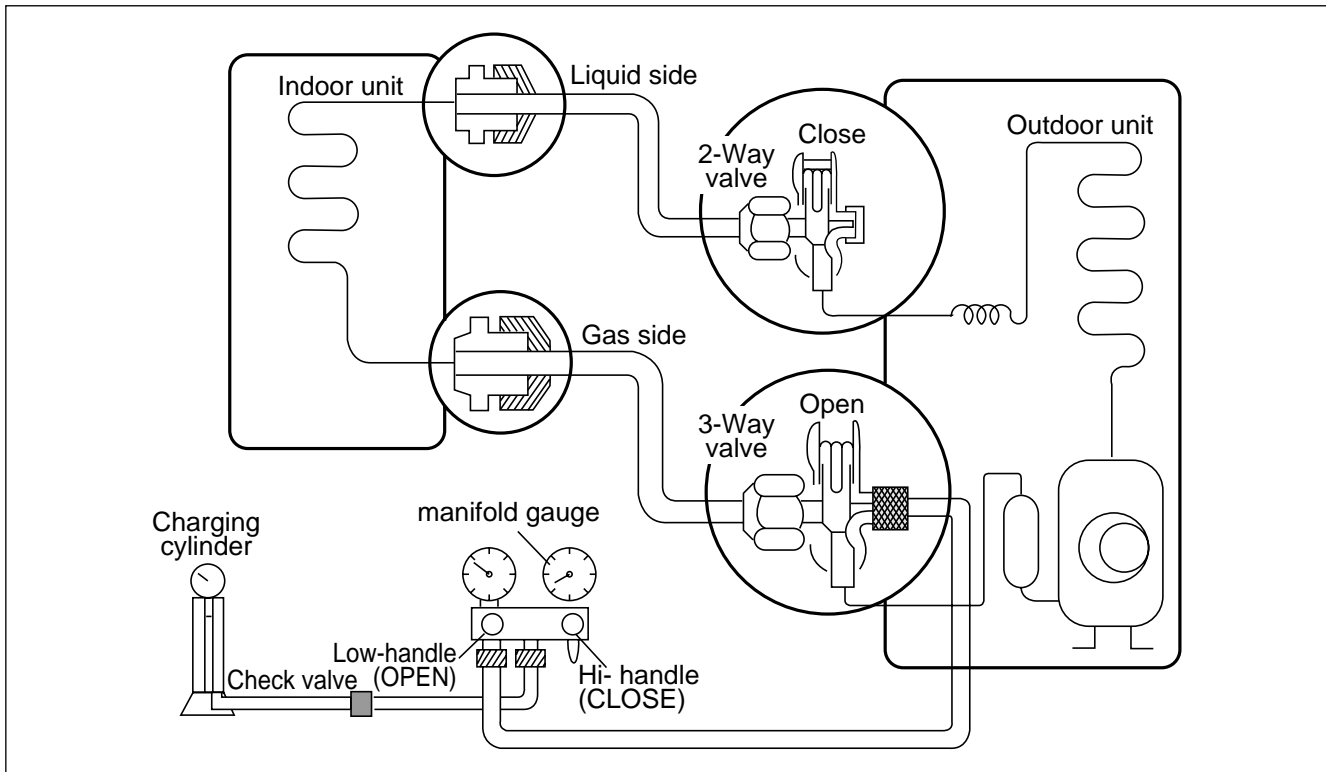 Indoor unit
Liquid side
Outdoor unit
Close
2-Way
valve
Gas side
Open
3-Way
valve
manifold gauge
Charging
cylinder
Low-handle
(OPEN)
Check valve
Hi- handle
(CLOSE)